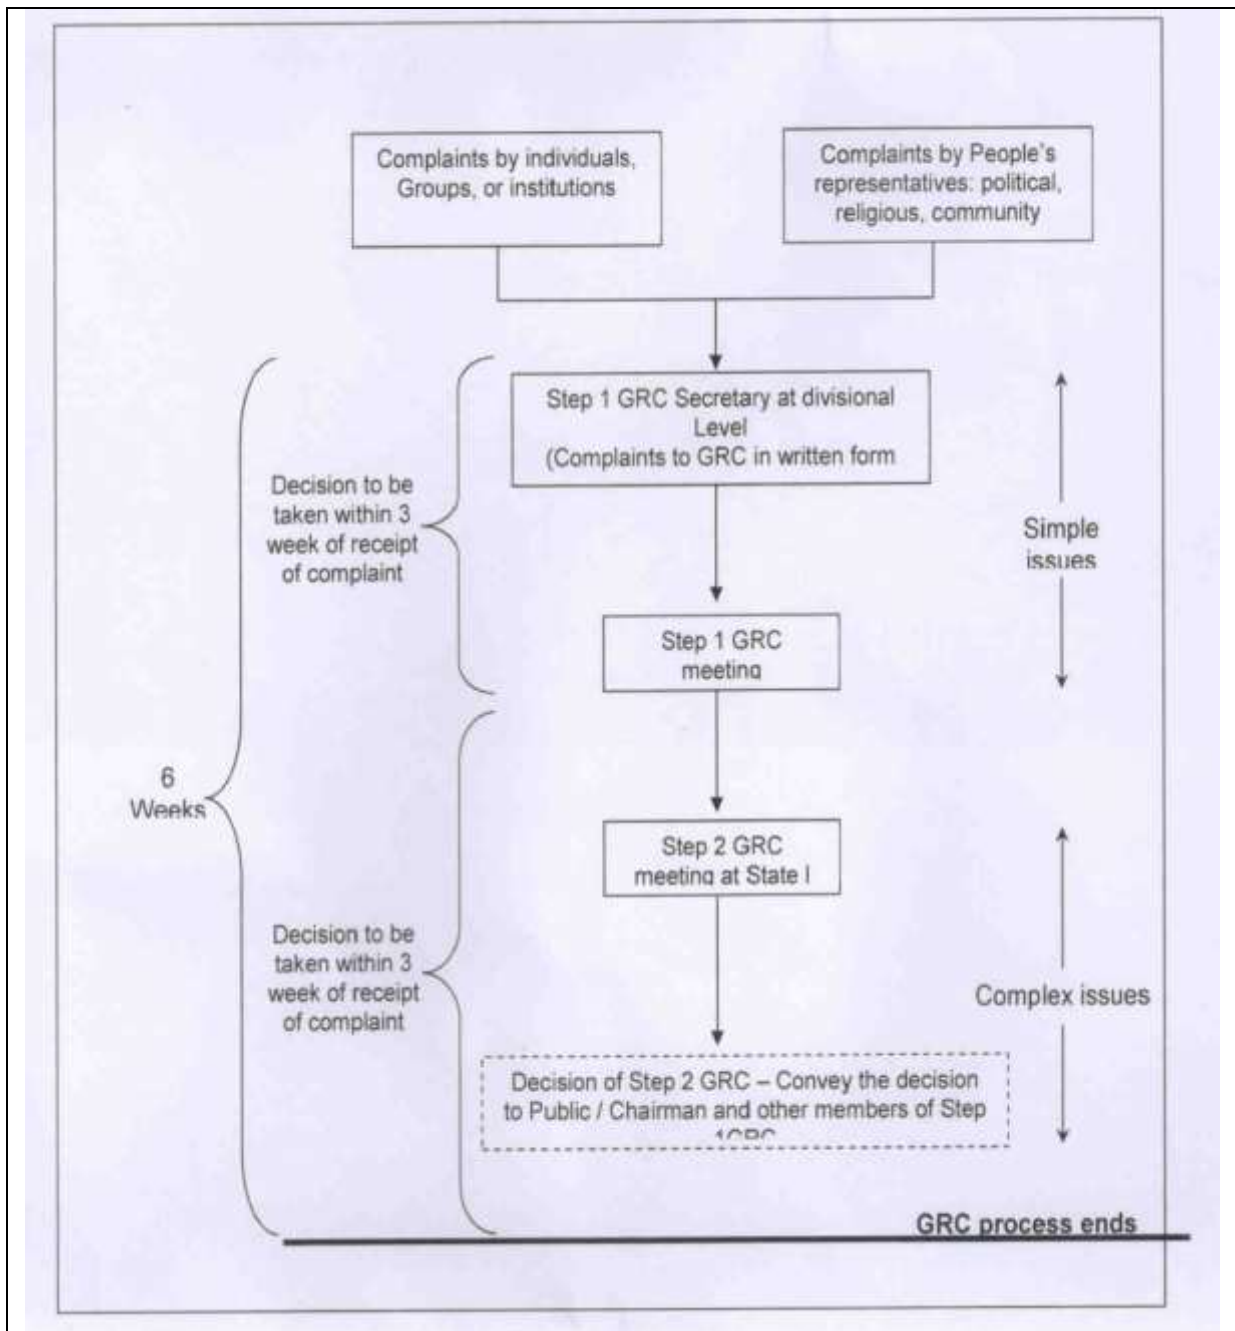 Complaints by individuals,
Groups, or institutions
Complaints by People's
representatives: political,
religious, community
Step 1 GRC Secretary at divisional
Level
(Complaints to GRC in written form
Decision to be
taken within 3
week of receipt
of complaint
Simple
issues
Step 1 GRC
meeting
6
Weeks
Step 2 GRC
meeting at State l
Decision to be
taken within 3
week of receipt
of complaint
Complex issues
Decision of Step 2 GRC – Convey the decision
to Public / Chairman and other members of Step
1GRC
GRC process ends